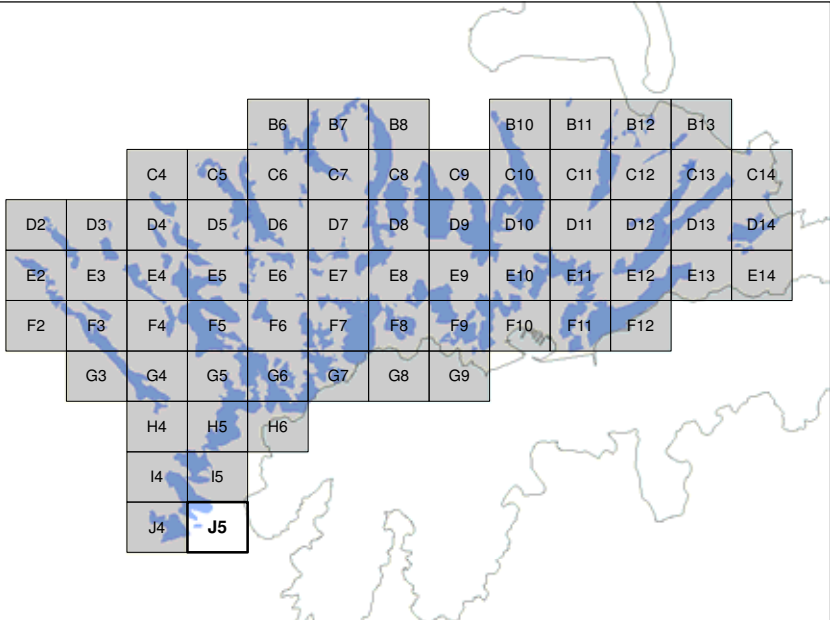 B6 B7 B8 B10 B11 B12 B13
C4 C5 C6 C7 C8 C9 C10 C11 C12 C13 C14
D2 D3 D4 D5 D6 D7 D8 D9 D10 D11 D12 D13 D14
E2 E3 E4 E5 E6 E7 E8 E9 E10 E11 E12 E13 E14
F2 F3 F4 F5 F6 F7 F8 F9 F10 F11 F12
G3 G4 G5 G6 G7 G8 G9
H4 H5 H6
I4 I5
J4 J5